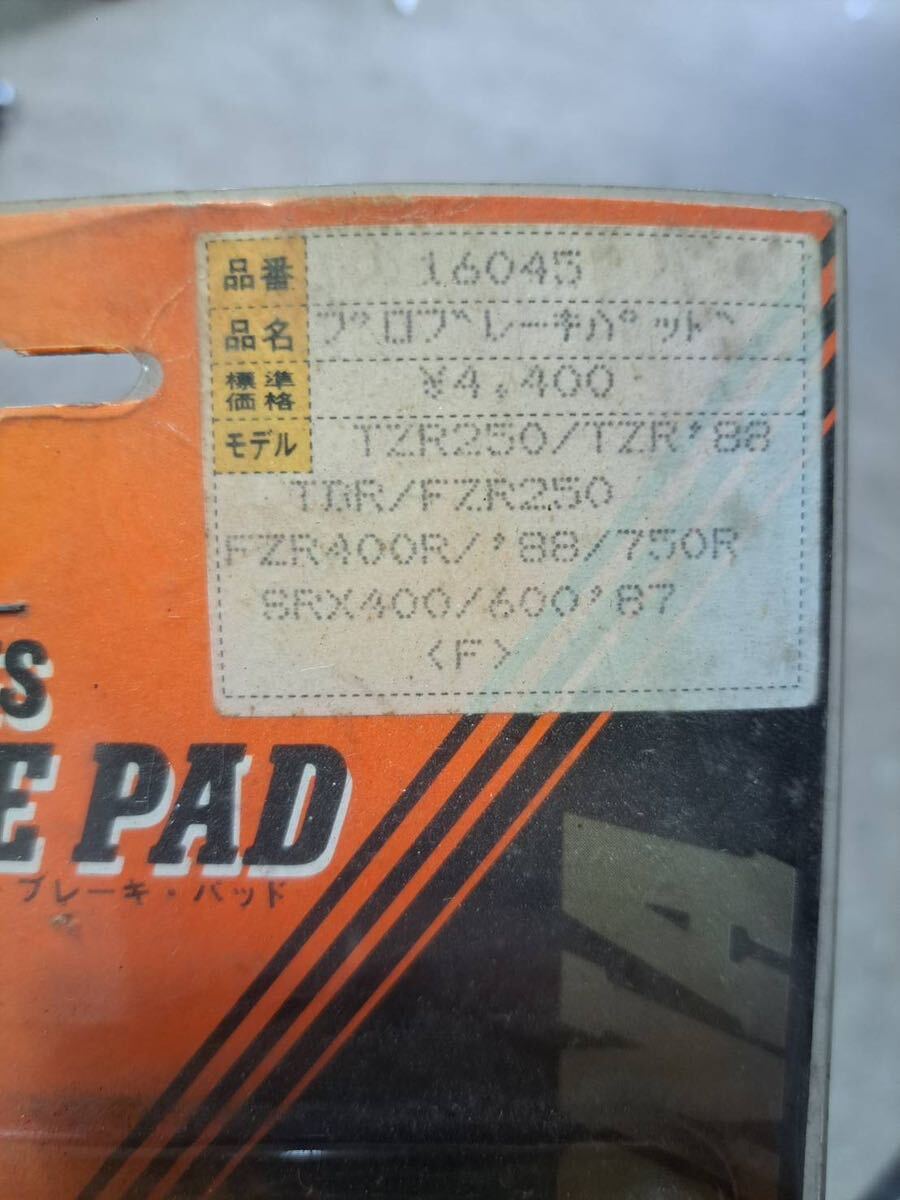 品番 16045
品名 プロブレーキパッド
標準価格 ¥4,400
モデル TZR250/TZR'88
TDR/FZR250
FZR400R/'88/750R
SRX400/600'87
<F>
S
E PAD
・ブレーキ・パッド
A